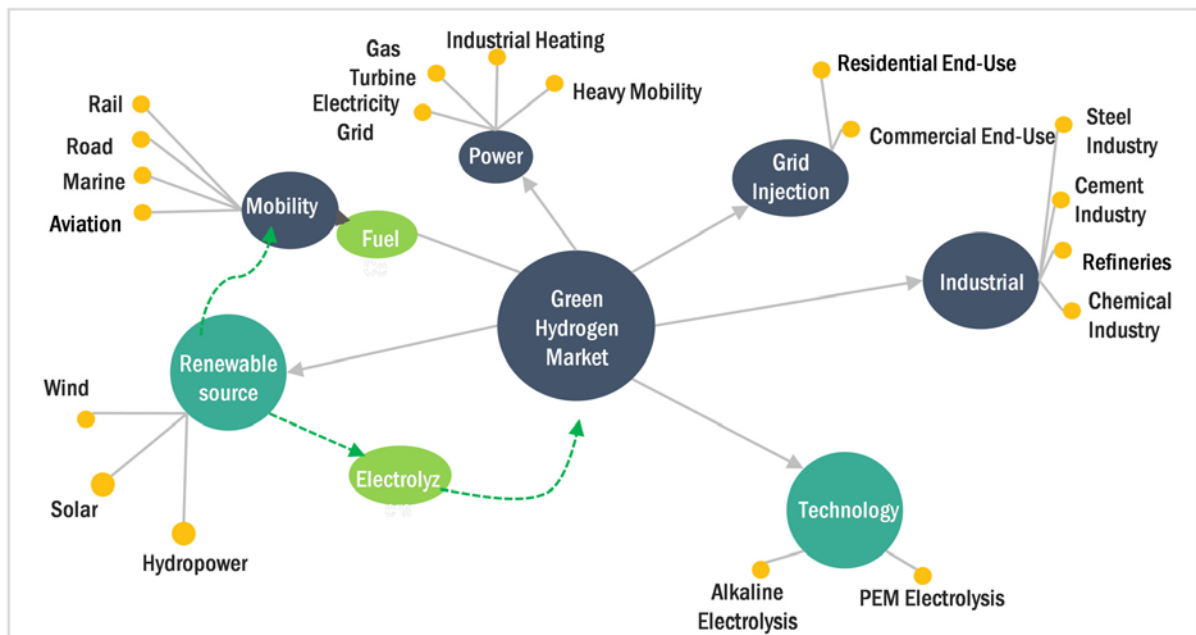 Gas
Turbine
Industrial Heating
Electricity
Grid
Heavy Mobility
Power
Residential End-Use
Commercial End-Use
Grid
Injection
Steel
Industry
Cement
Industry
Refineries
Chemical
Industry
Industrial
Rail
Road
Marine
Aviation
Mobility
Fuel
Green
Hydrogen
Market
Renewable
source
Wind
Solar
Hydropower
Electrolyz
Technology
Alkaline
Electrolysis
PEM Electrolysis